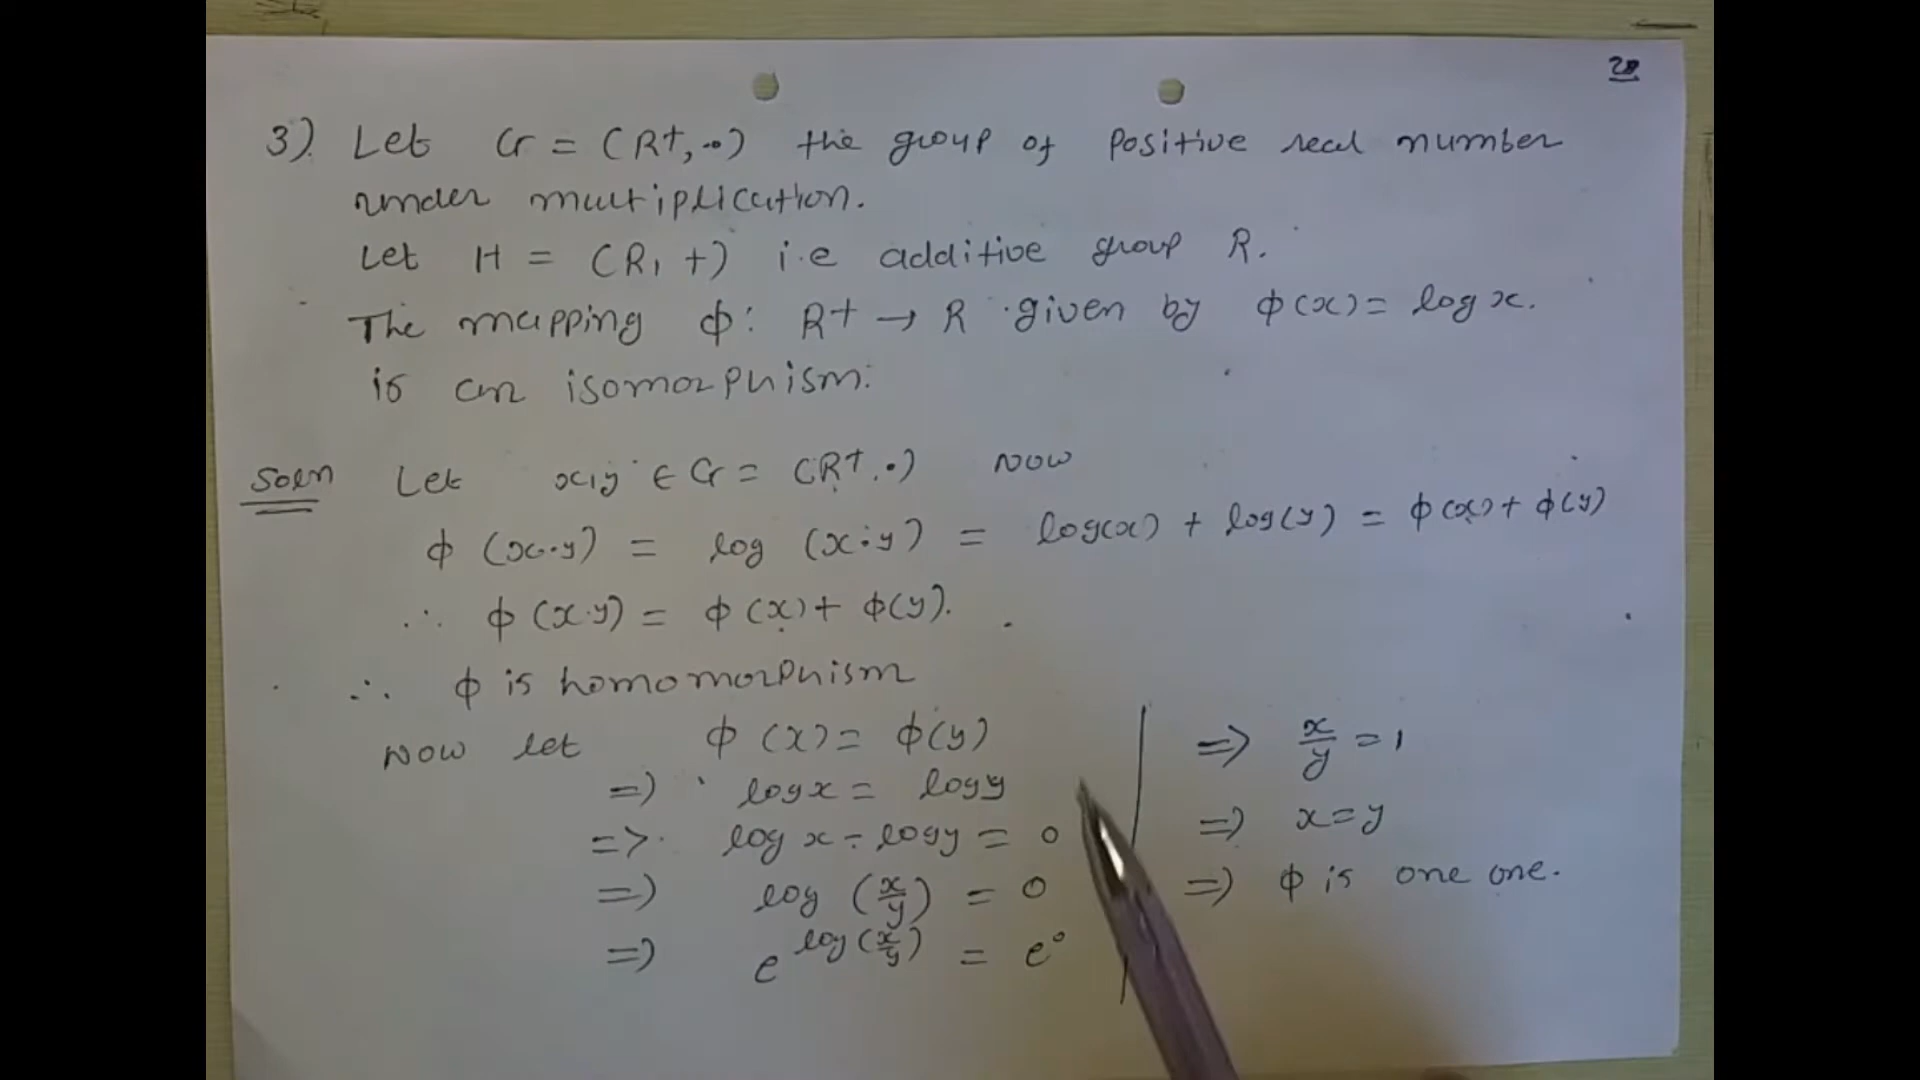 28
3). Let G = (R+, ·) the group of positive real number
under multiplication.
Let H = (R, +) i.e additive group R.
The mapping ϕ: R+ → R given by ϕ(x) = log x.
is an isomorphism.
Soln Let x,y ∈ G = (R+, ·) NOW
ϕ (x·y) = log (x·y) = log(x) + log(y) = ϕ(x) + ϕ(y)
∴ ϕ (x·y) = ϕ (x) + ϕ(y).
∴ ϕ is homomorphism
NOW let ϕ (x) = ϕ(y)
=> log x = log y
=> log x - log y = 0
=> log (x/y) = 0
=> e^log(x/y) = e^0
=> x/y = 1
=> x = y
=> ϕ is one one.